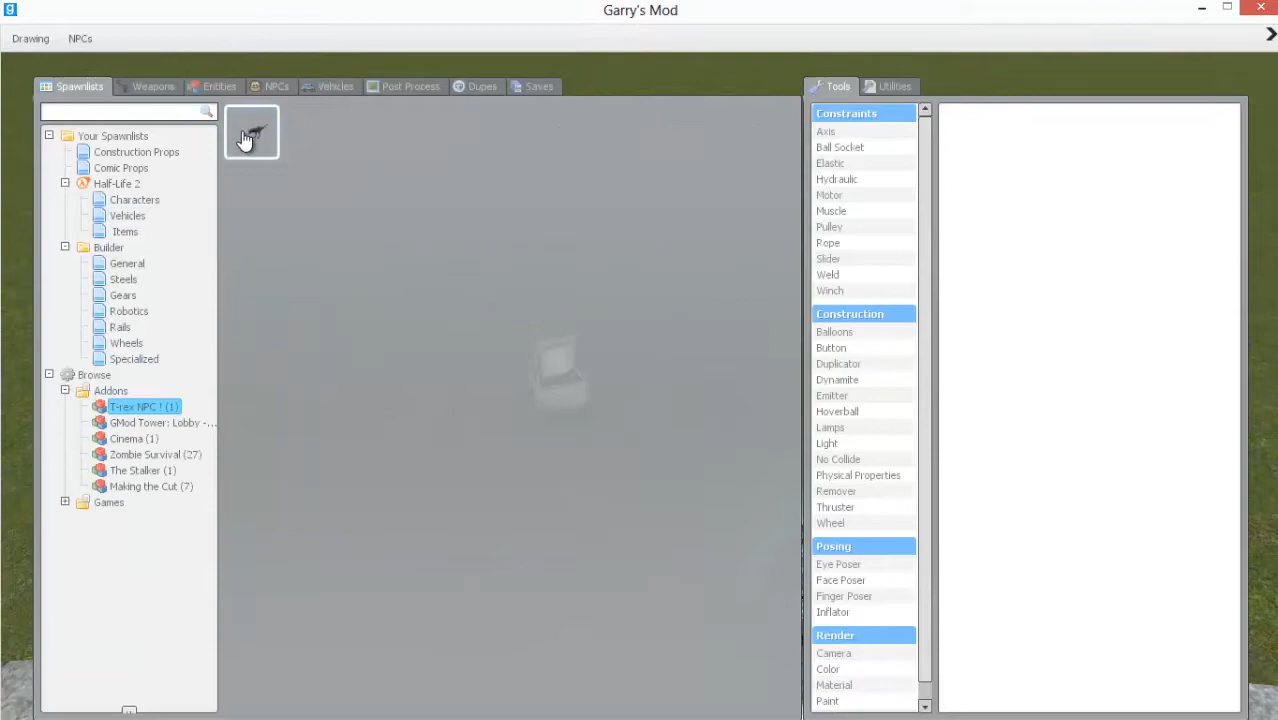 Garry's Mod
Drawing NPCs
Spawnlists Weapons Entities NPCs Vehicles Post Process Dupes Saves
Your Spawnlists
Construction Props
Comic Props
Half-Life 2
Characters
Vehicles
Items
Builder
General
Steels
Gears
Robotics
Rails
Wheels
Specialized
Browse
Addons
T-rex NPC ! (1)
GMod Tower: Lobby -...
Cinema (1)
Zombie Survival (27)
The Stalker (1)
Making the Cut (7)
Games
Tools Utilities
Constraints
Axis
Ball Socket
Elastic
Hydraulic
Motor
Muscle
Pulley
Rope
Slider
Weld
Winch
Construction
Balloons
Button
Duplicator
Dynamite
Emitter
Hoverball
Lamps
Light
No Collide
Physical Properties
Remover
Thruster
Wheel
Posing
Eye Poser
Face Poser
Finger Poser
Inflator
Render
Camera
Color
Material
Paint